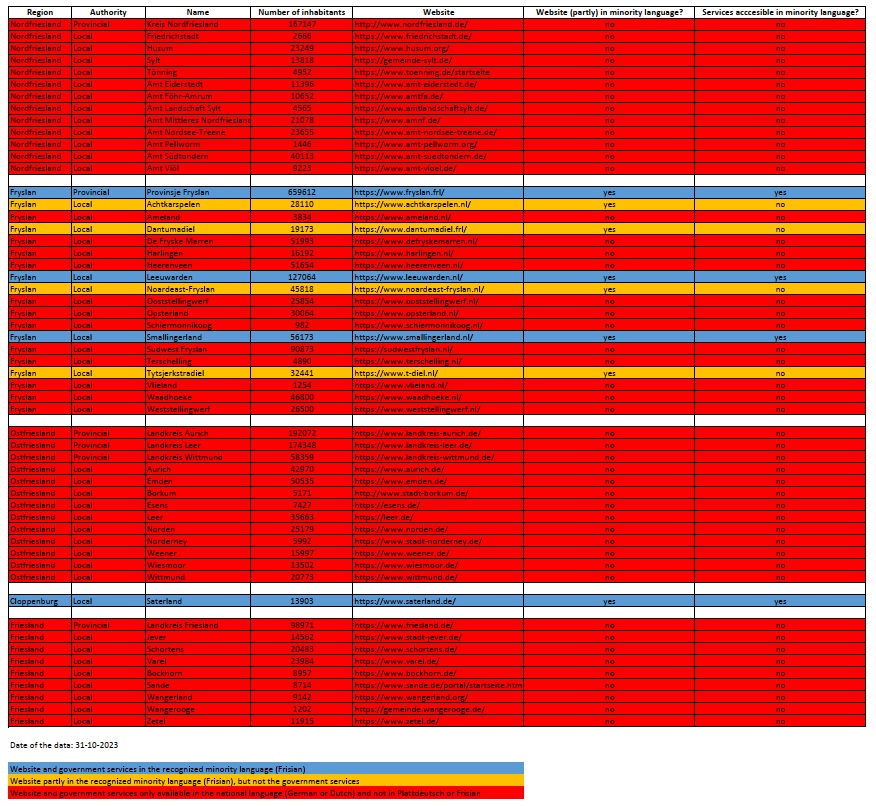 Region Authority Name Number of inhabitants Website Website (partly) in minority language? Services acccesible in minority language?
Nordfriesland Provincial Kreis Nordfriesland 167147 http://www.nordfriesland.de/ no no
Nordfriesland Local Friedrichstadt 2666 https://www.friedrichstadt.de/ no no
Nordfriesland Local Husum 23249 https://www.husum.org/ no no
Nordfriesland Local Sylt 13818 https://gemeinde-sylt.de/ no no
Nordfriesland Local Tönning 4952 https://www.toenning.de/startseite no no
Nordfriesland Local Amt Eiderstedt 11396 https://www.amt-eiderstedt.de/ no no
Nordfriesland Local Amt Föhr-Amrum 10652 https://www.amtfa.de/ no no
Nordfriesland Local Amt Landschaft Sylt 4565 https://www.amtlandschaftsylt.de/ no no
Nordfriesland Local Amt Mittleres Nordfriesland 21078 https://www.amnf.de/ no no
Nordfriesland Local Amt Nordsee-Treene 23655 https://www.amt-nordsee-treene.de/ no no
Nordfriesland Local Amt Pellworm 1446 https://www.amt-pellworm.org/ no no
Nordfriesland Local Amt Südtondern 40113 https://www.amt-suedtondern.de/ no no
Nordfriesland Local Amt Viöl 9223 https://www.amt-vioel.de/ no no
Fryslan Provincial Provinsje Fryslan 659612 https://www.fryslan.frl/ yes yes
Fryslan Local Achtkarspelen 28110 https://www.achtkarspelen.nl/ yes no
Fryslan Local Ameland 3834 https://www.ameland.nl/ no no
Fryslan Local Dantumadiel 19173 https://www.dantumadiel.frl/ yes no
Fryslan Local De Fryske Marren 51993 https://www.defryskemarren.nl/ no no
Fryslan Local Harlingen 16192 https://www.harlingen.nl/ no no
Fryslan Local Heerenveen 51654 https://www.heerenveen.nl/ no no
Fryslan Local Leeuwarden 127064 https://www.leeuwarden.nl/ yes yes
Fryslan Local Noardeast-Fryslan 45818 https://www.noardeast-fryslan.nl/ yes no
Fryslan Local Ooststellingwerf 25854 https://www.ooststellingwerf.nl/ no no
Fryslan Local Opsterland 30064 https://www.opsterland.nl/ no no
Fryslan Local Schiermonnikoog 982 https://www.schiermonnikoog.nl/ no no
Fryslan Local Smallingerland 56173 https://www.smallingerland.nl/ yes yes
Fryslan Local Sudwest Fryslan 90873 https://sudwestfryslan.nl/ no no
Fryslan Local Terschelling 4890 https://www.terschelling.nl/ no no
Fryslan Local Tytsjerkstradiel 32441 https://www.t-diel.nl/ yes no
Fryslan Local Vlieland 1254 https://www.vlieland.nl/ no no
Fryslan Local Waadhoeke 46800 https://www.waadhoeke.nl/ no no
Fryslan Local Weststellingwerf 26500 https://www.weststellingwerf.nl/ no no
Ostfriesland Provincial Landkreis Aurich 192072 https://www.landkreis-aurich.de/ no no
Ostfriesland Provincial Landkreis Leer 174348 https://www.landkreis-leer.de/ no no
Ostfriesland Provincial Landkreis Wittmund 58359 https://www.landkreis-wittmund.de/ no no
Ostfriesland Local Aurich 42970 https://www.aurich.de/ no no
Ostfriesland Local Emden 50535 https://www.emden.de/ no no
Ostfriesland Local Borkum 5171 http://www.stadt-borkum.de/ no no
Ostfriesland Local Esens 7427 https://esens.de/ no no
Ostfriesland Local Leer 35663 https://leer.de/ no no
Ostfriesland Local Norden 25179 https://www.norden.de/ no no
Ostfriesland Local Norderney 5992 https://www.stadt-norderney.de/ no no
Ostfriesland Local Weener 15997 https://www.weener.de/ no no
Ostfriesland Local Wiesmoor 13502 https://www.wiesmoor.de/ no no
Ostfriesland Local Wittmund 20773 https://www.wittmund.de/ no no
Cloppenburg Local Saterland 13903 https://www.saterland.de/ yes yes
Friesland Provincial Landkreis Friesland 98971 https://www.friesland.de/ no no
Friesland Local Jever 14562 https://www.stadt-jever.de/ no no
Friesland Local Schortens 20483 https://www.schortens.de/ no no
Friesland Local Varel 23984 https://www.varel.de/ no no
Friesland Local Bockhorn 8957 https://www.bockhorn.de/ no no
Friesland Local Sande 8714 https://www.sande.de/portal/startseite.htm no no
Friesland Local Wangerland 9142 https://www.wangerland.org/ no no
Friesland Local Wangerooge 1202 https://gemeinde.wangerooge.de/ no no
Friesland Local Zetel 11915 https://www.zetel.de/ no no
Date of the data: 31-10-2023
Website and government services in the recognized minority language (Frisian)
Website partly in the recognized minority language (Frisian), but not the government services
Website and government services only available in the national language (German or Dutch) and not in Plattdeutsch or Frisian